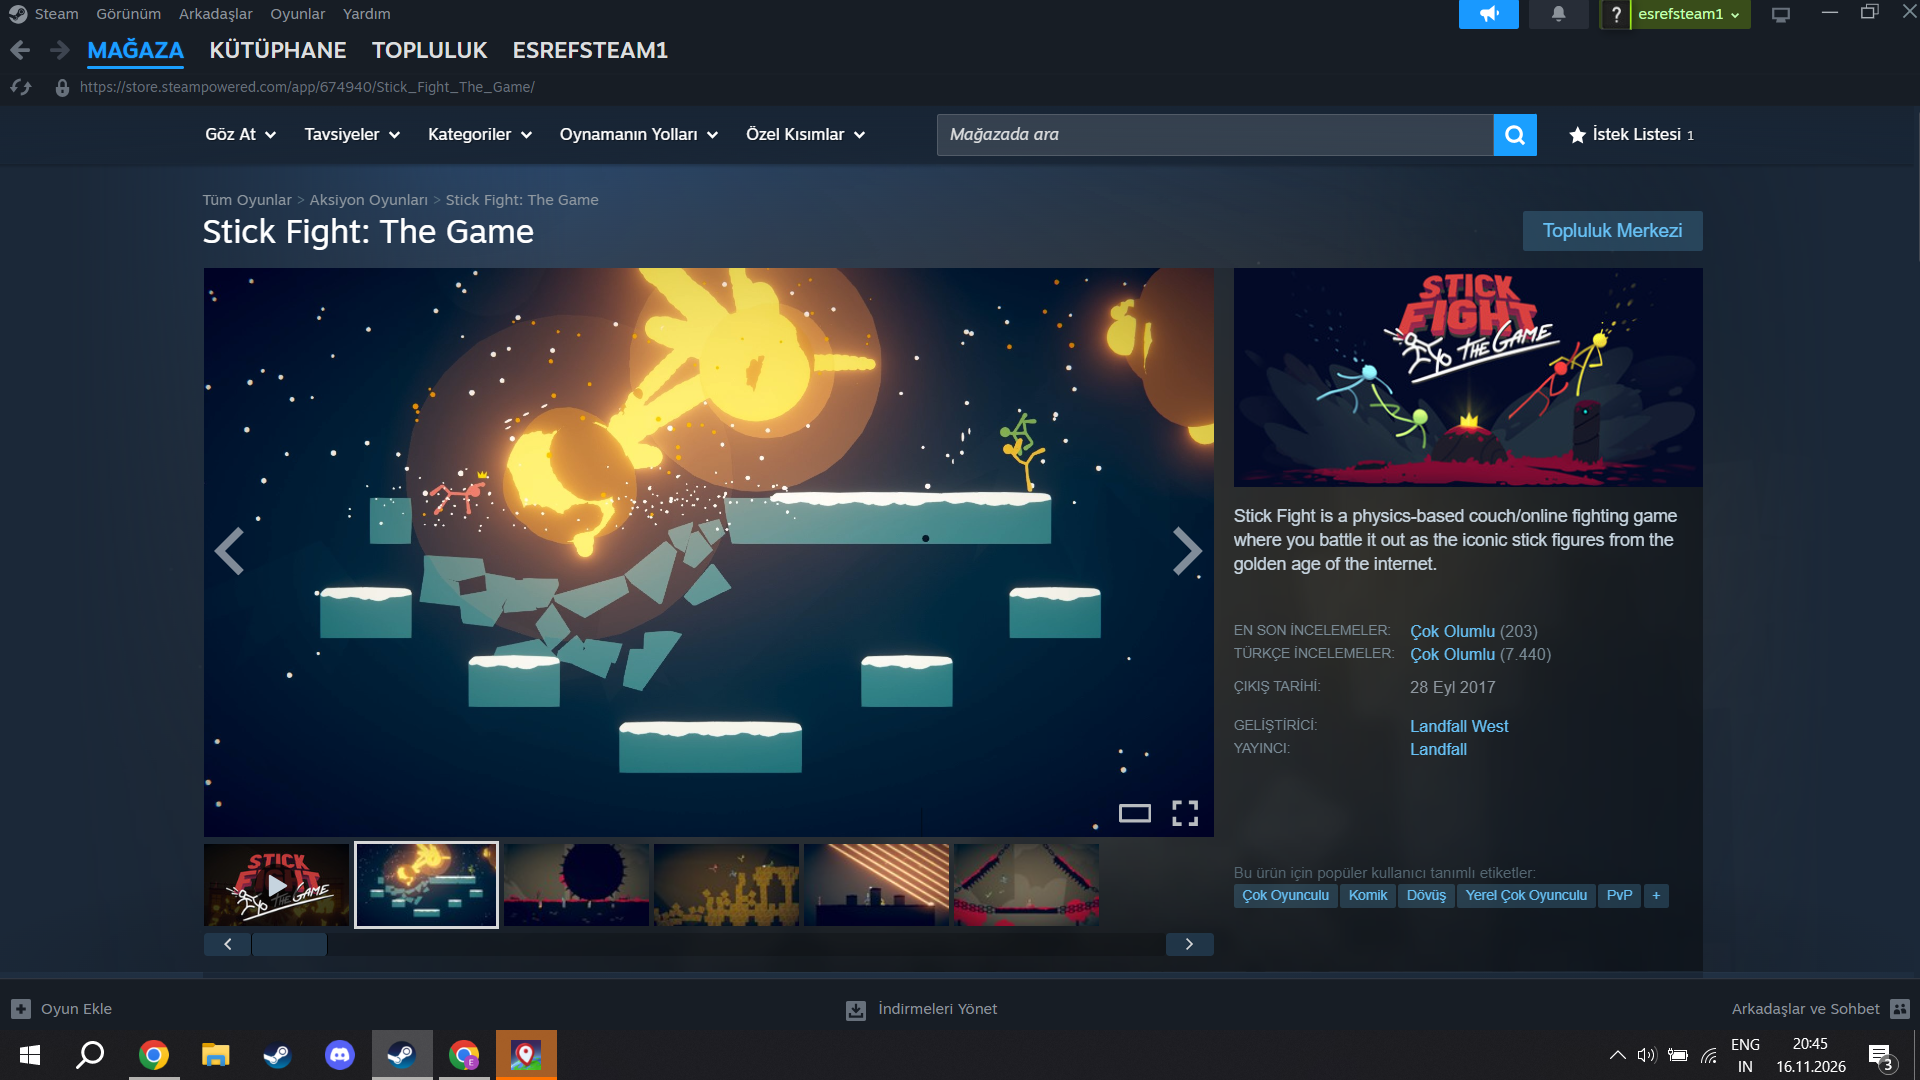 Steam Görünüm Arkadaşlar Oyunlar Yardım
? esrefsteam1
MAĞAZA KÜTÜPHANE TOPLULUK ESREFSTEAM1
https://store.steampowered.com/app/674940/Stick_Fight_The_Game/
Göz At Tavsiyeler Kategoriler Oynamanın Yolları Özel Kısımlar
Mağazada ara
İstek Listesi 1
Tüm Oyunlar > Aksiyon Oyunları > Stick Fight: The Game
Stick Fight: The Game
Topluluk Merkezi
STICK
FIGHT
THE GAME
Stick Fight is a physics-based couch/online fighting game
where you battle it out as the iconic stick figures from the
golden age of the internet.
EN SON İNCELEMELER: Çok Olumlu (203)
TÜRKÇE İNCELEMELER: Çok Olumlu (7.440)
ÇIKIŞ TARİHİ: 28 Eyl 2017
GELİŞTİRİCİ: Landfall West
YAYINCI: Landfall
Bu ürün için popüler kullanıcı tanımlı etiketler:
Çok Oyunculu Komik Dövüş Yerel Çok Oyunculu PvP +
STICK
FIGHT
THE GAME
Oyun Ekle
İndirmeleri Yönet
Arkadaşlar ve Sohbet
E
ENG
IN
20:45
16.11.2026
3